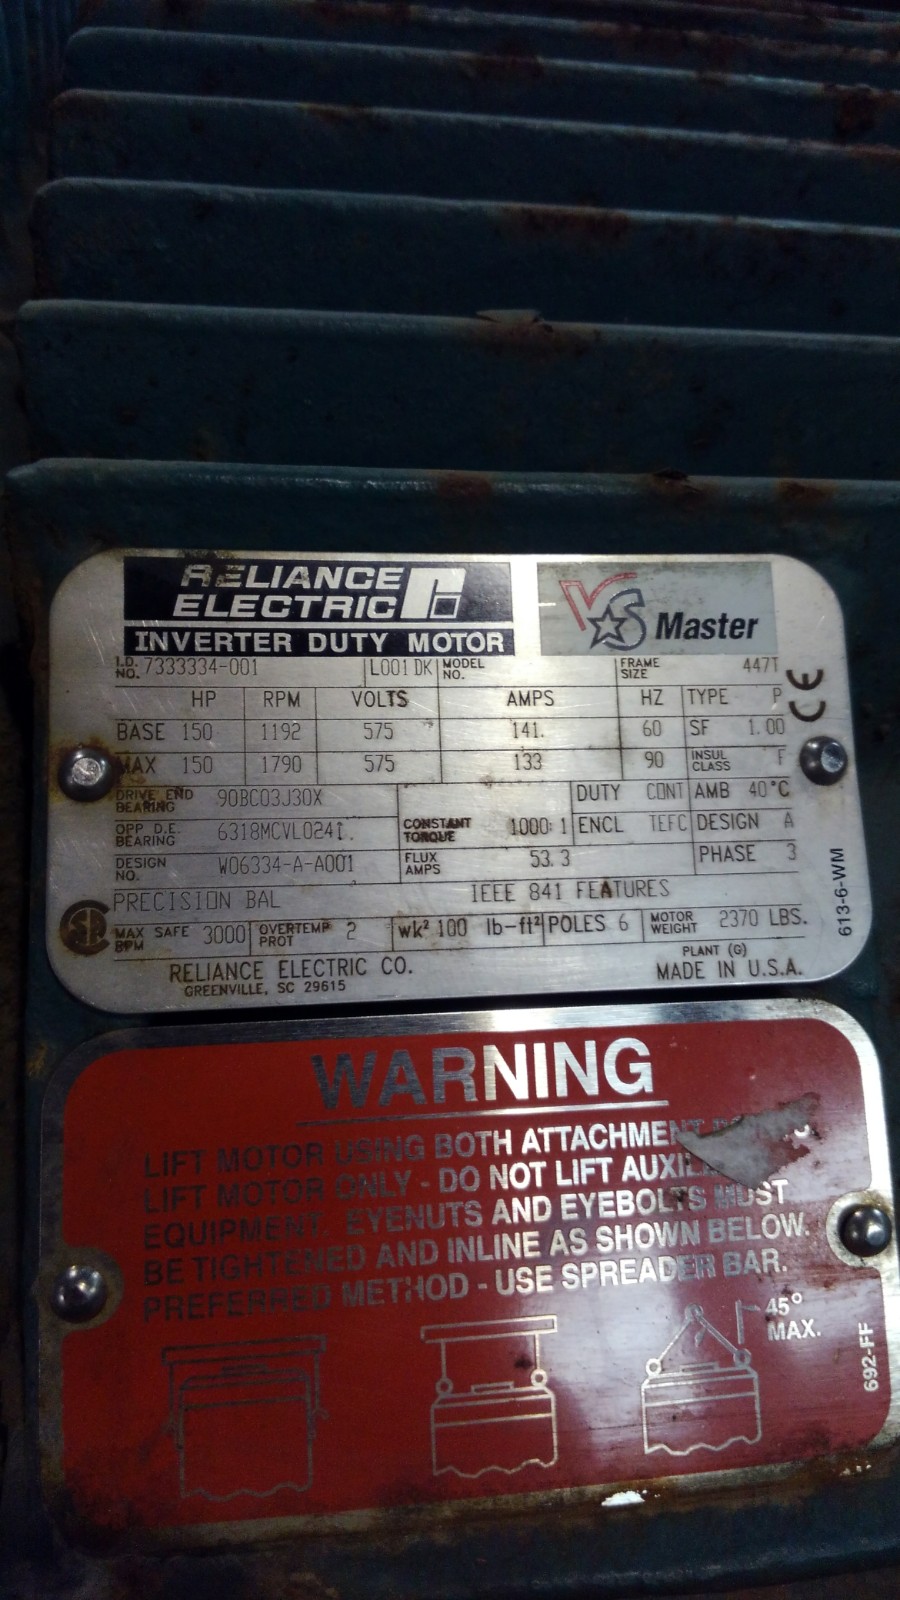 RELIANCE
ELECTRIC
INVERTER DUTY MOTOR
VS Master
I.D. NO. 7333334-001 L001 DK MODEL NO. FRAME SIZE 447T
HP RPM VOLTS AMPS HZ TYPE P
BASE 150 1192 575 141. 60 SF 1.00
MAX 150 1790 575 133 90 INSUL CLASS F
DRIVE END BEARING 90BC03J30X DUTY CONT AMB 40°C
OPP D.E. BEARING 6318MCVL0241. CONSTANT TORQUE 1000:1 ENCL TEFC DESIGN A
DESIGN NO. W06334-A-A001 FLUX AMPS 53.3 PHASE 3
PRECISION BAL IEEE 841 FEATURES
MAX SAFE RPM 3000 OVERTEMP PROT 2 wk² 100 lb-ft² POLES 6 MOTOR WEIGHT 2370 LBS.
RELIANCE ELECTRIC CO. PLANT (G)
GREENVILLE, SC 29615 MADE IN U.S.A.
CE
613-6-WM
WARNING
LIFT MOTOR USING BOTH ATTACHMENT
LIFT MOTOR ONLY - DO NOT LIFT
EQUIPMENT. EYENUTS AND EYEBOLTS MUST
BE TIGHTENED AND INLINE AS SHOWN BELOW.
PREFERRED METHOD - USE SPREADER BAR.
45°
MAX.
692-FF